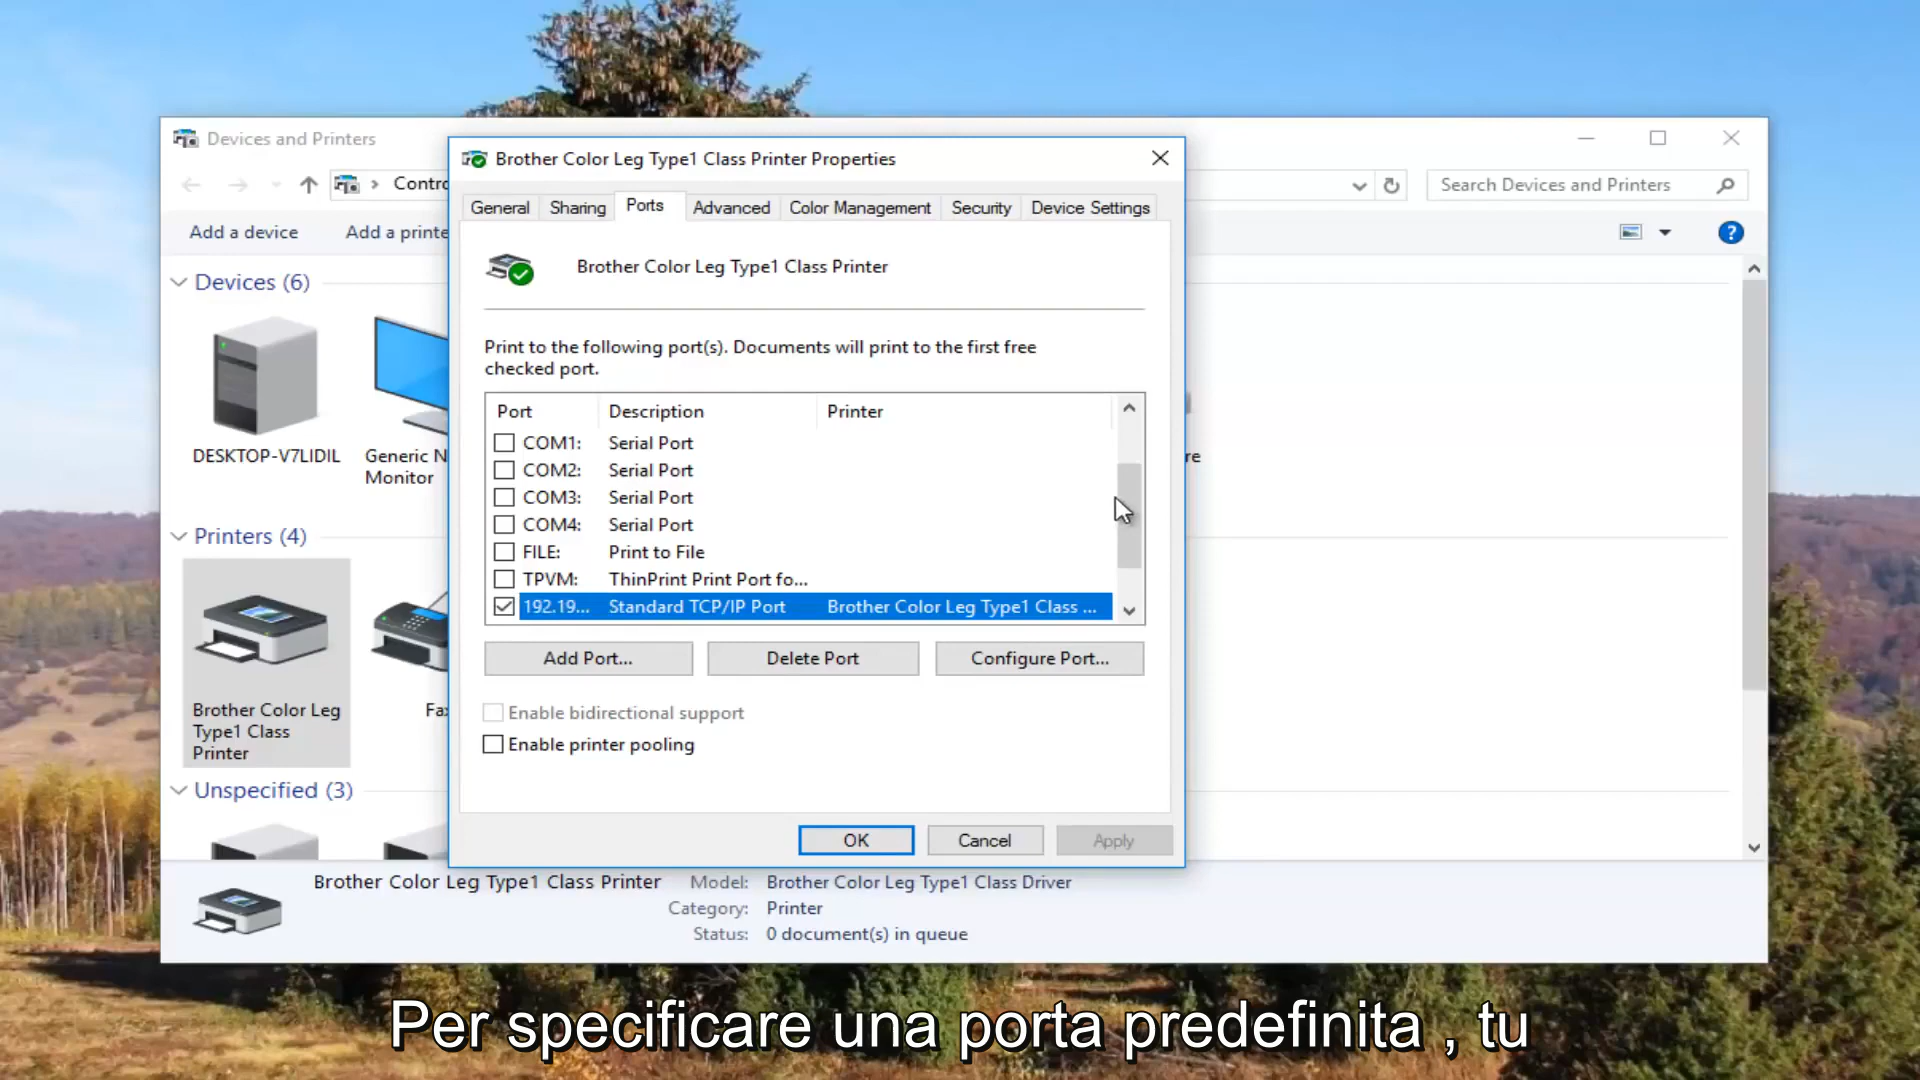 Devices and Printers
Brother Color Leg Type1 Class Printer Properties
Search Devices and Printers
General
Sharing
Ports
Advanced
Color Management
Security
Device Settings
Add a device
?
Brother Color Leg Type1 Class Printer
Devices (6)
Print to the following port(s). Documents will print to the first free
checked port.
Port Description Printer
COM1: Serial Port
COM2: Serial Port
COM3: Serial Port
COM4: Serial Port
FILE: Print to File
TPVM: ThinPrint Print Port fo...
192.19... Standard TCP/IP Port Brother Color Leg Type1 Class ...
DESKTOP-V7LIDIL
Generic N
Monitor
re
Add Port...
Delete Port
Configure Port...
Enable bidirectional support
Enable printer pooling
OK
Cancel
Apply
Printers (4)
Brother Color Leg
Type1 Class
Printer
Unspecified (3)
Brother Color Leg Type1 Class Printer
Model: Brother Color Leg Type1 Class Driver
Category: Printer
Status: 0 document(s) in queue
Per specificare una porta predefinita , tu